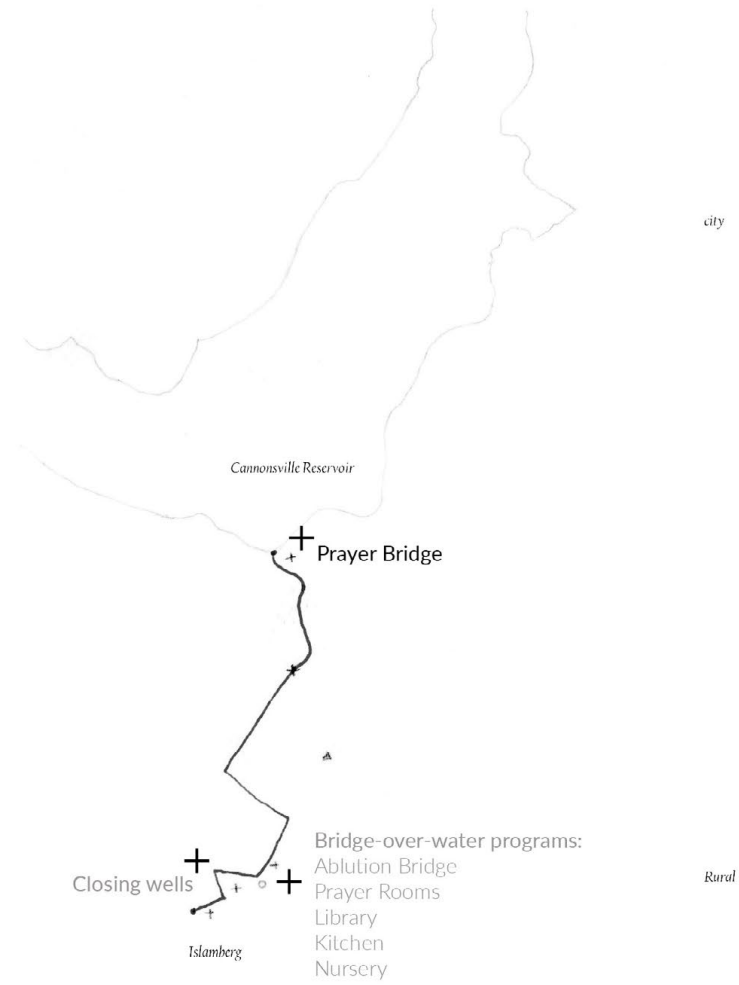 city
Cannonsville Reservoir
Prayer Bridge
Bridge-over-water programs:
Ablution Bridge
Prayer Rooms
Library
Kitchen
Nursery
Closing wells
Rural
Islamberg